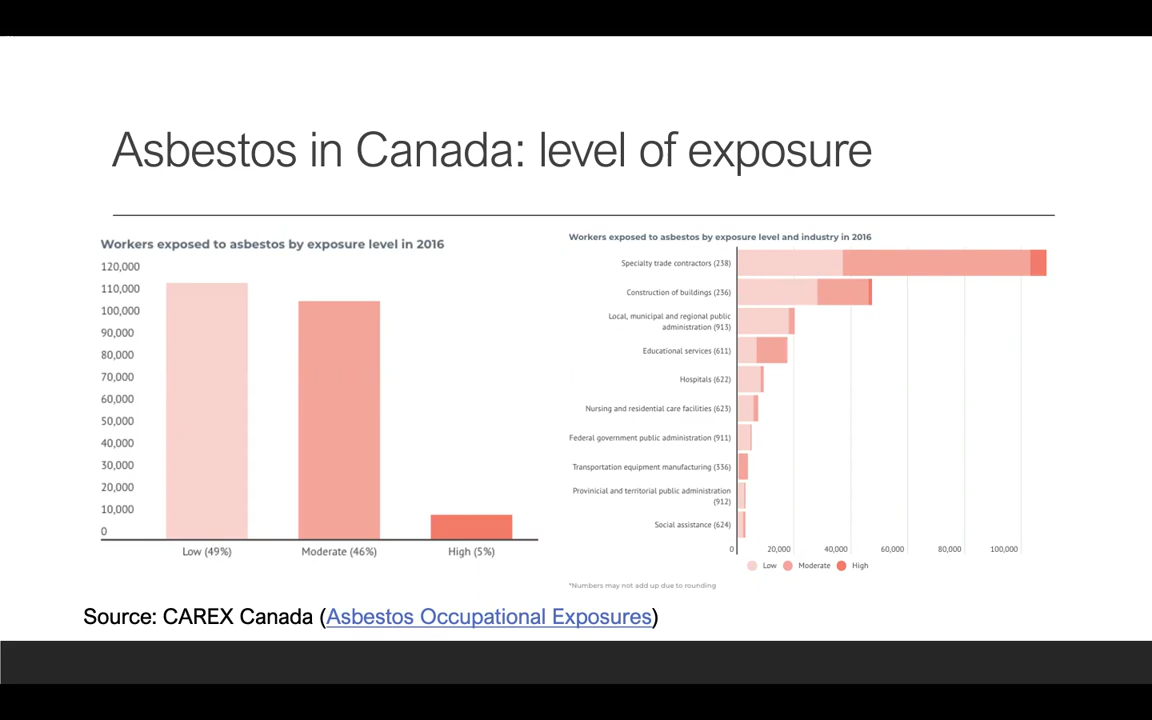 Asbestos in Canada: level of exposure
Workers exposed to asbestos by exposure level in 2016
120,000
110,000
100,000
90,000
80,000
70,000
60,000
50,000
40,000
30,000
20,000
10,000
0
Low (49%)
Moderate (46%)
High (5%)
Workers exposed to asbestos by exposure level and industry in 2016
Specialty trade contractors (238)
Construction of buildings (236)
Local, municipal and regional public
administration (913)
Educational services (611)
Hospitals (622)
Nursing and residential care facilities (623)
Federal government public administration (911)
Transportation equipment manufacturing (336)
Provinicial and territorial public administration
(912)
Social assistance (624)
0 20,000 40,000 60,000 80,000 100,000
Low Moderate High
*Numbers may not add up due to rounding
Source: CAREX Canada (Asbestos Occupational Exposures)